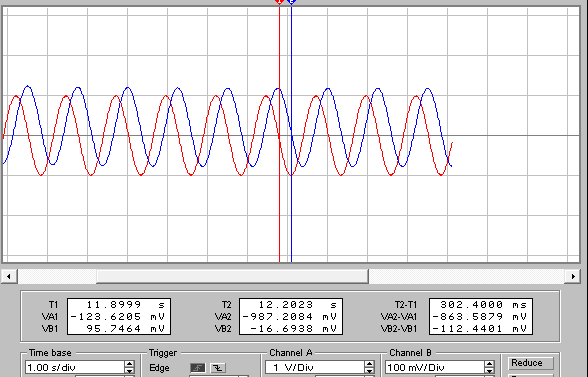 T1 11.8999 s T2 12.2023 s T2-T1 302.4000 ms
VA1 -123.6205 mV VA2 -987.2084 mV VA2-VA1 -863.5879 mV
VB1 95.7464 mV VB2 -16.6938 mV VB2-VB1 -112.4401 mV
Time base Trigger Channel A Channel B
1.00 s/div Edge 1 V/Div 100 mV/Div Reduce